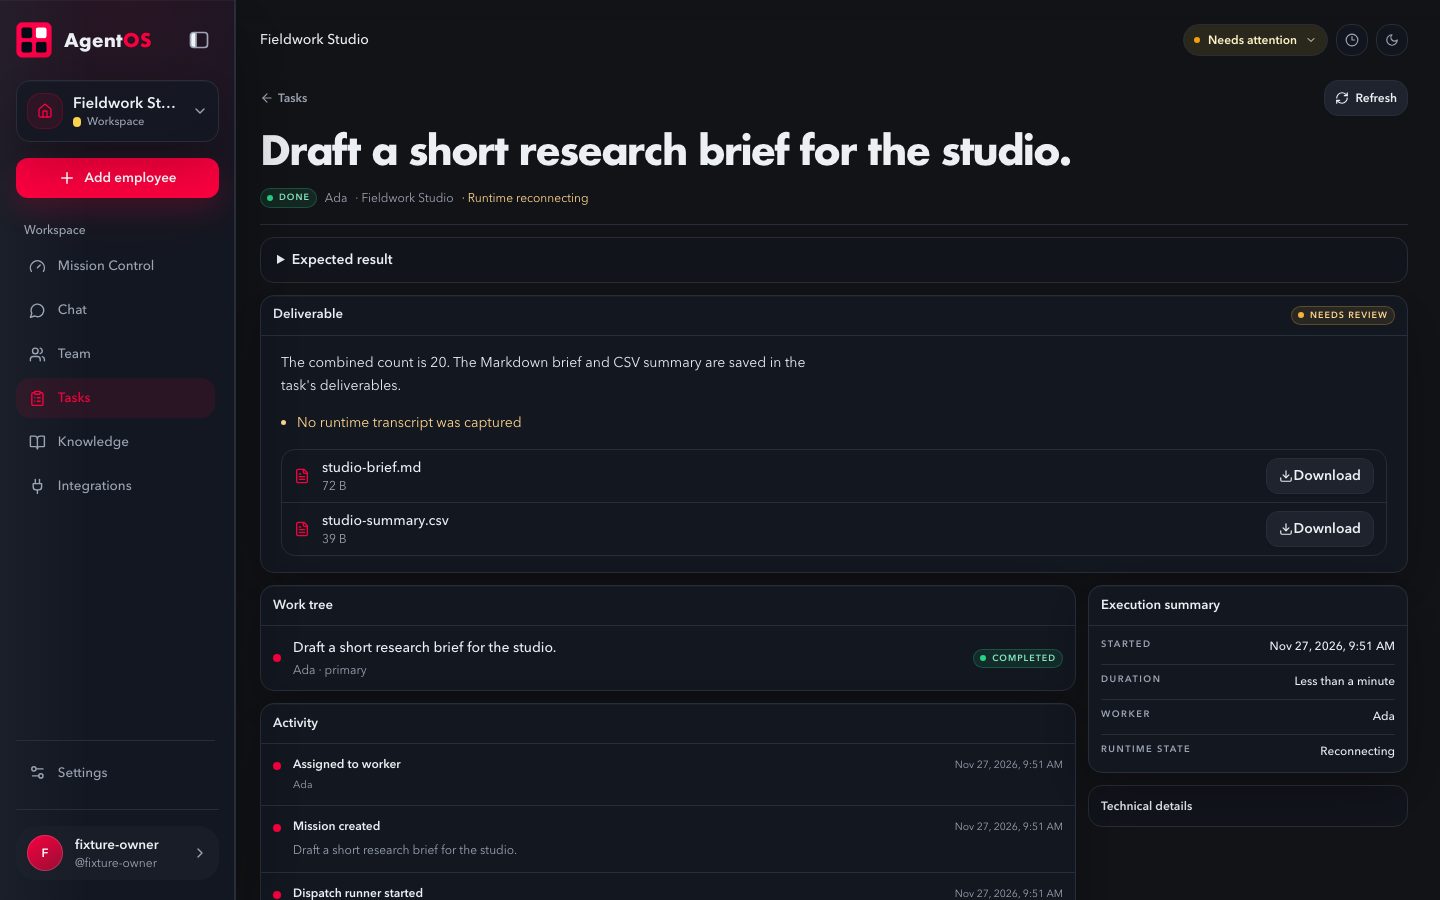 AgentOS
Fieldwork St...
Workspace
Add employee
Workspace
Mission Control
Chat
Team
Tasks
Knowledge
Integrations
Settings
F
fixture-owner
@fixture-owner
Fieldwork Studio
Needs attention
Tasks
Refresh
Draft a short research brief for the studio.
DONE Ada · Fieldwork Studio · Runtime reconnecting
Expected result
Deliverable
NEEDS REVIEW
The combined count is 20. The Markdown brief and CSV summary are saved in the
task's deliverables.
No runtime transcript was captured
studio-brief.md
72 B
Download
studio-summary.csv
39 B
Download
Work tree
Draft a short research brief for the studio.
Ada · primary
COMPLETED
Activity
Assigned to worker
Nov 27, 2026, 9:51 AM
Ada
Mission created
Nov 27, 2026, 9:51 AM
Draft a short research brief for the studio.
Dispatch runner started
Nov 27, 2026, 9:51 AM
Execution summary
STARTED Nov 27, 2026, 9:51 AM
DURATION Less than a minute
WORKER Ada
RUNTIME STATE Reconnecting
Technical details